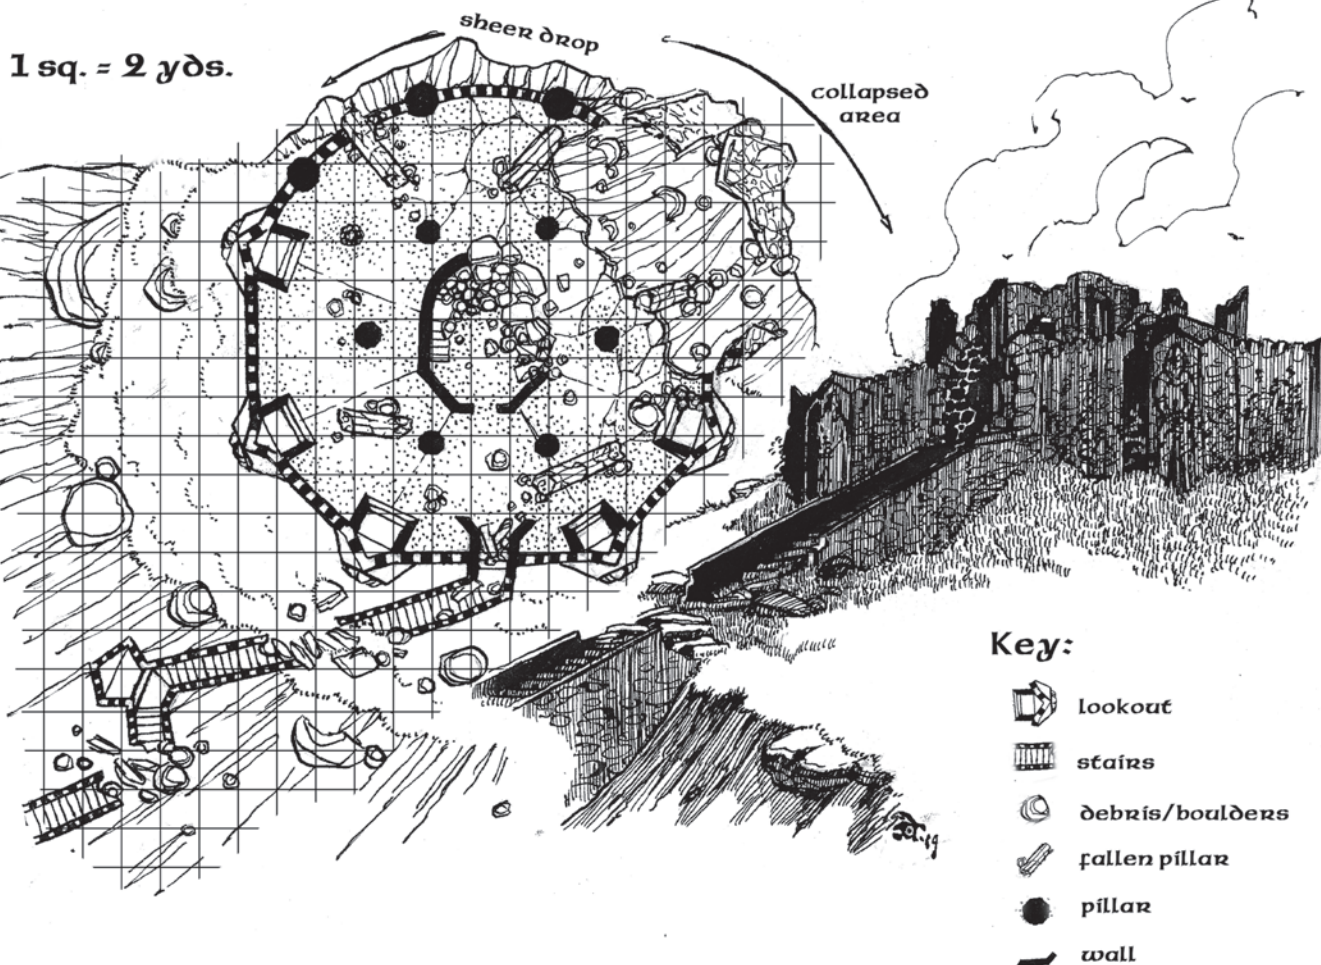 sheer drop
1 sq. = 2 yds.
collapsed
area
Key:
lookout
stairs
debris/boulders
fallen pillar
pillar
wall